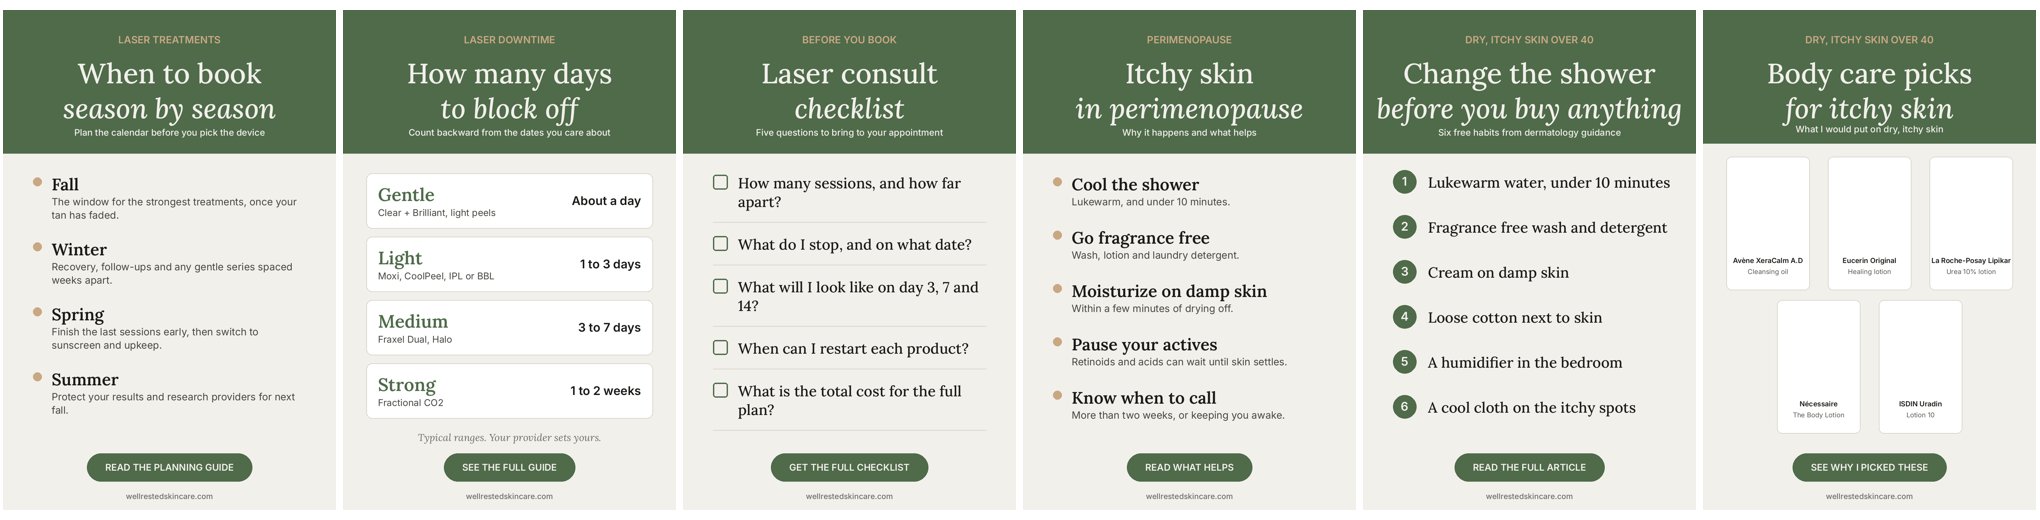 LASER TREATMENTS
When to book
season by season
Plan the calendar before you pick the device
Fall
The window for the strongest treatments, once your
tan has faded.
Winter
Recovery, follow-ups and any gentle series spaced
weeks apart.
Spring
Finish the last sessions early, then switch to
sunscreen and upkeep.
Summer
Protect your results and research providers for next
fall.
READ THE PLANNING GUIDE
wellrestedskincare.com
LASER DOWNTIME
How many days
to block off
Count backward from the dates you care about
Gentle
Clear + Brilliant, light peels
About a day
Light
Moxi, CoolPeel, IPL or BBL
1 to 3 days
Medium
Fraxel Dual, Halo
3 to 7 days
Strong
Fractional CO2
1 to 2 weeks
Typical ranges. Your provider sets yours.
SEE THE FULL GUIDE
wellrestedskincare.com
BEFORE YOU BOOK
Laser consult
checklist
Five questions to bring to your appointment
How many sessions, and how far
apart?
What do I stop, and on what date?
What will I look like on day 3, 7 and
14?
When can I restart each product?
What is the total cost for the full
plan?
GET THE FULL CHECKLIST
wellrestedskincare.com
PERIMENOPAUSE
Itchy skin
in perimenopause
Why it happens and what helps
Cool the shower
Lukewarm, and under 10 minutes.
Go fragrance free
Wash, lotion and laundry detergent.
Moisturize on damp skin
Within a few minutes of drying off.
Pause your actives
Retinoids and acids can wait until skin settles.
Know when to call
More than two weeks, or keeping you awake.
READ WHAT HELPS
wellrestedskincare.com
DRY, ITCHY SKIN OVER 40
Change the shower
before you buy anything
Six free habits from dermatology guidance
1 Lukewarm water, under 10 minutes
2 Fragrance free wash and detergent
3 Cream on damp skin
4 Loose cotton next to skin
5 A humidifier in the bedroom
6 A cool cloth on the itchy spots
READ THE FULL ARTICLE
wellrestedskincare.com
DRY, ITCHY SKIN OVER 40
Body care picks
for itchy skin
What I would put on dry, itchy skin
Avène XeraCalm A.D
Cleansing oil
Eucerin Original
Healing lotion
La Roche-Posay Lipikar
Urea 10% lotion
Nécessaire
The Body Lotion
ISDIN Uradin
Lotion 10
SEE WHY I PICKED THESE
wellrestedskincare.com